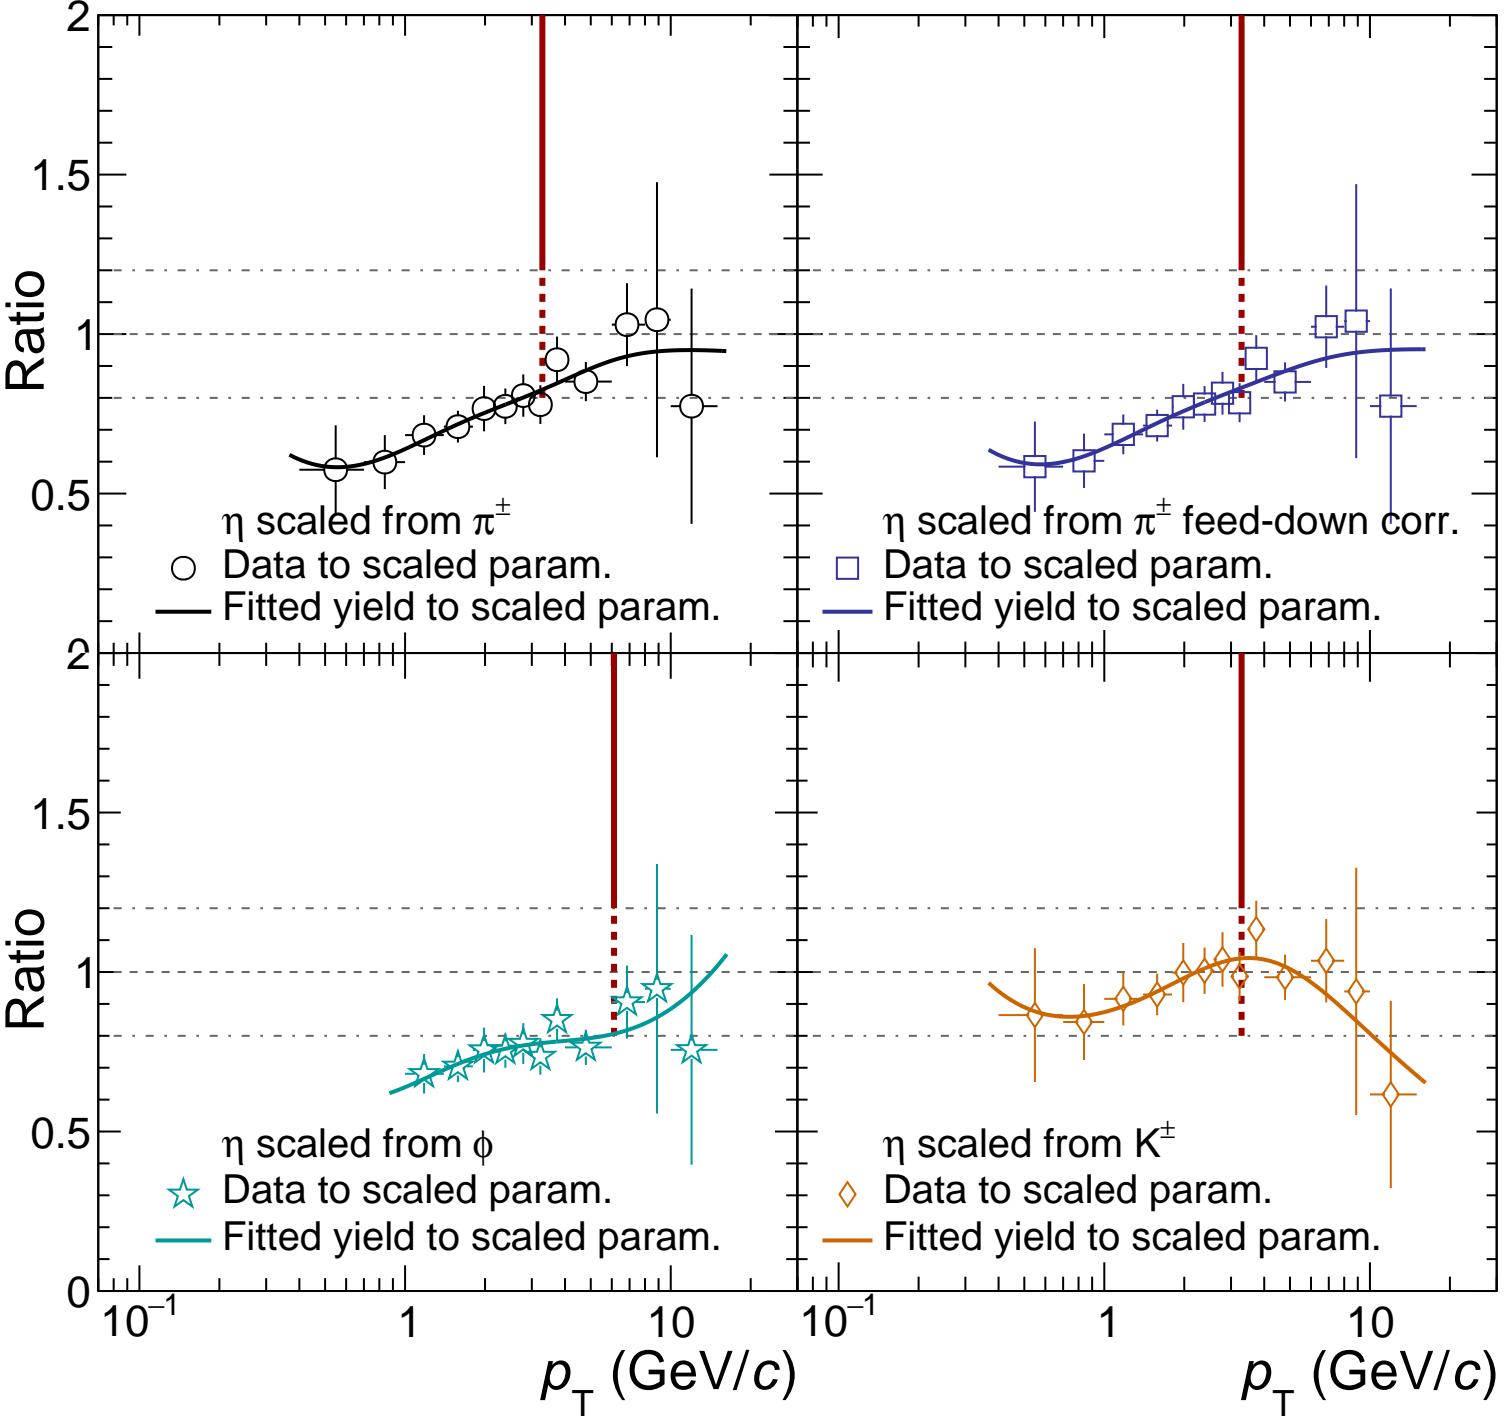 2
1.5
1
0.5
Ratio
η scaled from π±
Data to scaled param.
Fitted yield to scaled param.
η scaled from π± feed-down corr.
Data to scaled param.
Fitted yield to scaled param.
2
1.5
1
0.5
0
Ratio
η scaled from ϕ
Data to scaled param.
Fitted yield to scaled param.
η scaled from K±
Data to scaled param.
Fitted yield to scaled param.
10⁻¹ 1 10
10⁻¹ 1 10
pT (GeV/c)
pT (GeV/c)